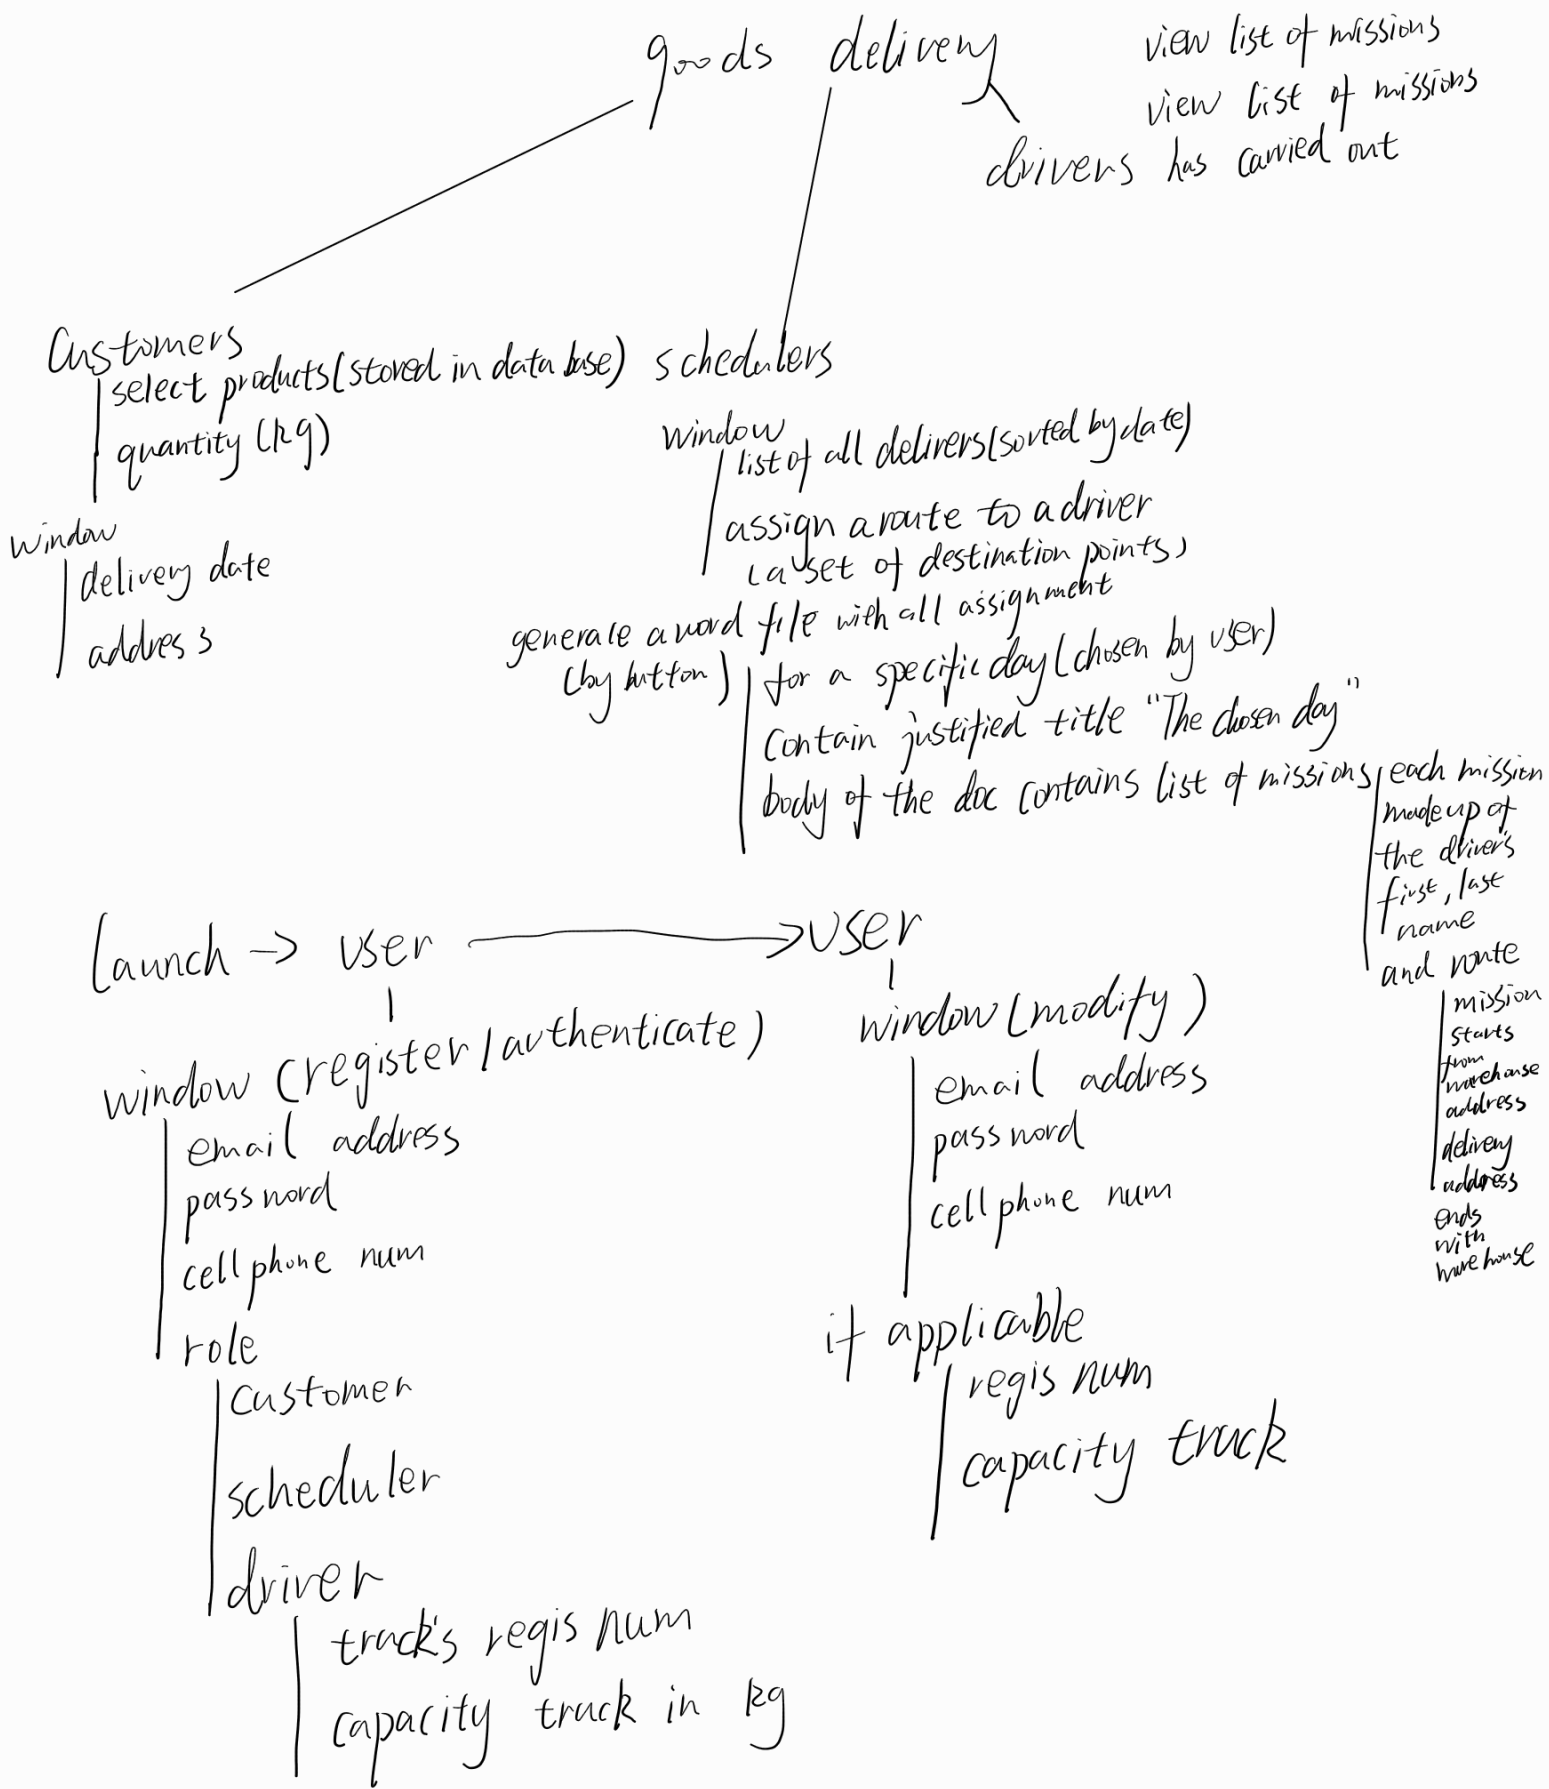 goods delivery
view list of missions
view list of missions
drivers has carried out
Customers
select products(stored in data base)
quantity (kg)
window
delivery date
address
schedulers
window
list of all delivers(sorted by date)
assign a route to a driver
(a set of destination points)
generate a word file with all assignment
(by button)
for a specific day (chosen by user)
Contain justified title "The chosen day"
body of the doc contains list of missions
each mission
made up of
the driver's
first, last
name
and route
mission
starts
from
warehouse
address
delivery
address
ends
with
warehouse
Launch -> user -> user
window (register/authenticate)
email address
password
cell phone num
role
customer
scheduler
driver
truck's regis num
capacity truck in kg
window (modify)
email address
password
cell phone num
if applicable
regis num
capacity truck